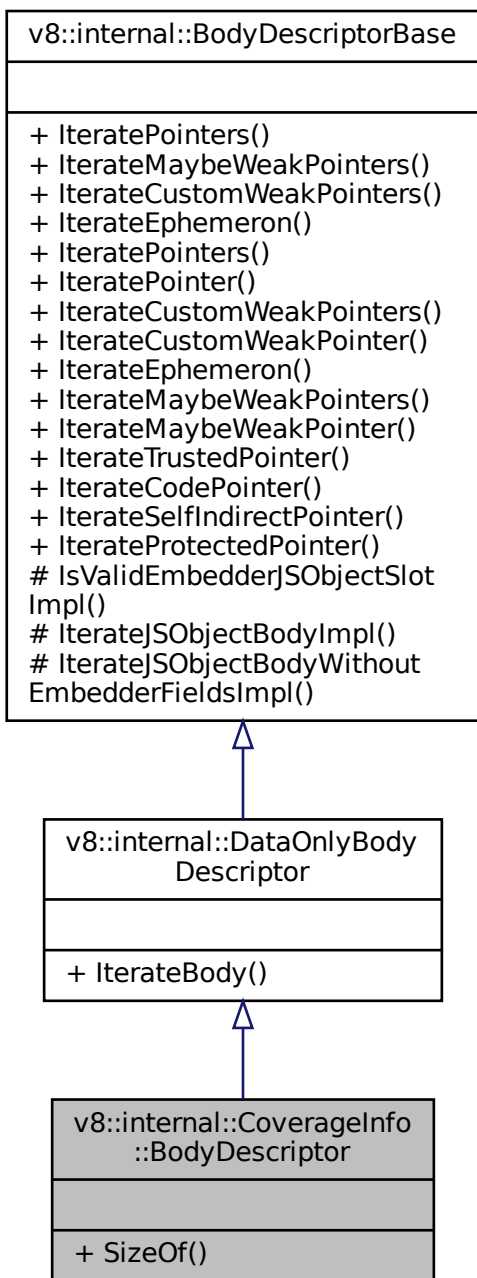 v8::internal::BodyDescriptorBase
+ IteratePointers()
+ IterateMaybeWeakPointers()
+ IterateCustomWeakPointers()
+ IterateEphemeron()
+ IteratePointers()
+ IteratePointer()
+ IterateCustomWeakPointers()
+ IterateCustomWeakPointer()
+ IterateEphemeron()
+ IterateMaybeWeakPointers()
+ IterateMaybeWeakPointer()
+ IterateTrustedPointer()
+ IterateCodePointer()
+ IterateSelfIndirectPointer()
+ IterateProtectedPointer()
# IsValidEmbedderJSObjectSlot
Impl()
# IterateJSObjectBodyImpl()
# IterateJSObjectBodyWithout
EmbedderFieldsImpl()
v8::internal::DataOnlyBody
Descriptor
+ IterateBody()
v8::internal::CoverageInfo
::BodyDescriptor
+ SizeOf()